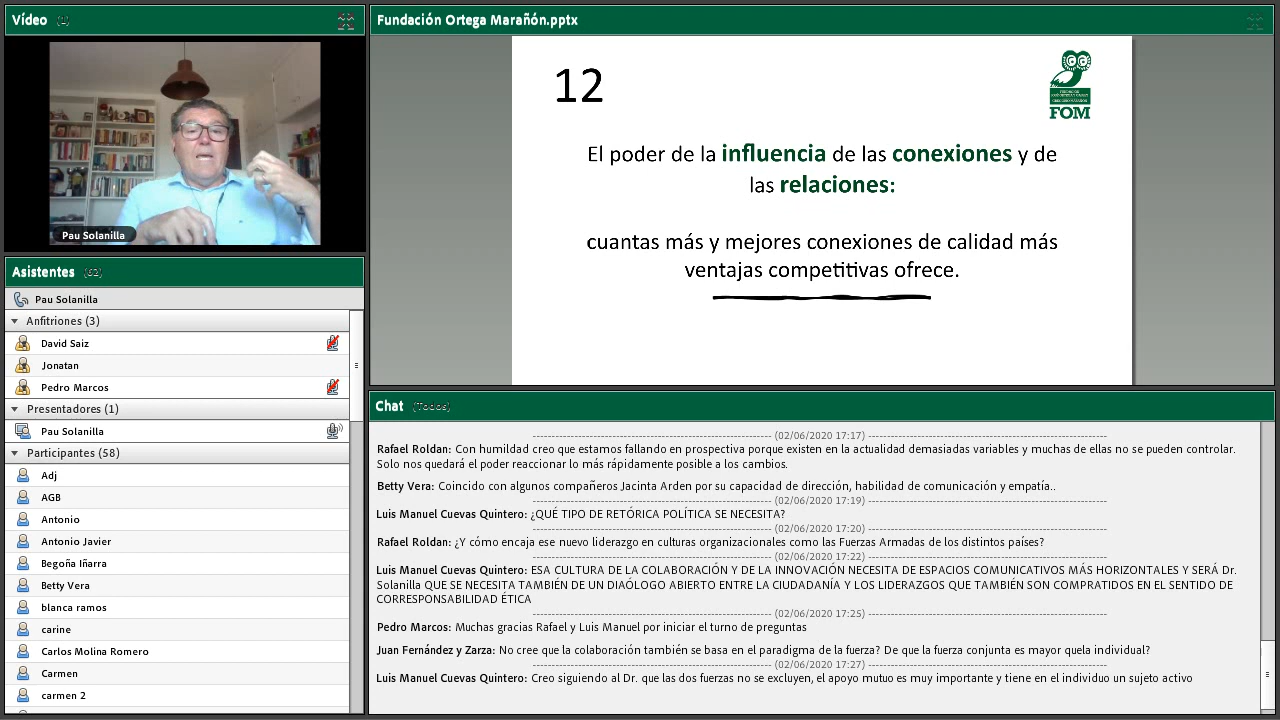 Vídeo (1)
Pau Solanilla
Asistentes (62)
Pau Solanilla
Anfitriones (3)
David Saiz
Jonatan
Pedro Marcos
Presentadores (1)
Pau Solanilla
Participantes (58)
Adj
AGB
Antonio
Antonio Javier
Begoña Iñarra
Betty Vera
blanca ramos
carine
Carlos Molina Romero
Carmen
carmen 2
Fundación Ortega Marañón.pptx
12
FOM
El poder de la influencia de las conexiones y de
las relaciones:
cuantas más y mejores conexiones de calidad más
ventajas competitivas ofrece.
Chat (Todos)
(02/06/2020 17:17)
Rafael Roldan: Con humildad creo que estamos fallando en prospectiva porque existen en la actualidad demasiadas variables y muchas de ellas no se pueden controlar.
Solo nos quedará el poder reaccionar lo más rápidamente posible a los cambios.
Betty Vera: Coincido con algunos compañeros Jacinta Arden por su capacidad de dirección, habilidad de comunicación y empatía..
(02/06/2020 17:19)
Luis Manuel Cuevas Quintero: ¿QUÉ TIPO DE RETÓRICA POLÍTICA SE NECESITA?
(02/06/2020 17:20)
Rafael Roldan: ¿Y cómo encaja ese nuevo liderazgo en culturas organizacionales como las Fuerzas Armadas de los distintos países?
(02/06/2020 17:22)
Luis Manuel Cuevas Quintero: ESA CULTURA DE LA COLABORACIÓN Y DE LA INNOVACIÓN NECESITA DE ESPACIOS COMUNICATIVOS MÁS HORIZONTALES Y SERÁ Dr.
Solanilla QUE SE NECESITA TAMBIÉN DE UN DIAÓLOGO ABIERTO ENTRE LA CIUDADANÍA Y LOS LIDERAZGOS QUE TAMBIÉN SON COMPRATIDOS EN EL SENTIDO DE
CORRESPONSABILIDAD ÉTICA
(02/06/2020 17:25)
Pedro Marcos: Muchas gracias Rafael y Luis Manuel por iniciar el turno de preguntas
Juan Fernández y Zarza: No cree que la colaboración también se basa en el paradigma de la fuerza? De que la fuerza conjunta es mayor quela individual?
(02/06/2020 17:27)
Luis Manuel Cuevas Quintero: Creo siguiendo al Dr. que las dos fuerzas no se excluyen, el apoyo mutuo es muy importante y tiene en el individuo un sujeto activo